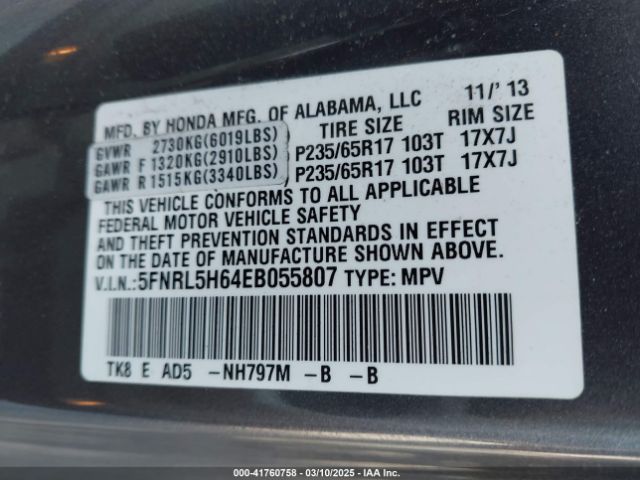 MFD. BY HONDA MFG. OF ALABAMA, LLC 11/'13
TIRE SIZE RIM SIZE
GVWR 2730KG(6019LBS)
GAWR F 1320KG(2910LBS) P235/65R17 103T 17X7J
GAWR R 1515KG(3340LBS) P235/65R17 103T 17X7J
THIS VEHICLE CONFORMS TO ALL APPLICABLE
FEDERAL MOTOR VEHICLE SAFETY
AND THEFT PREVENTION STANDARDS IN EFFECT
ON THE DATE OF MANUFACTURE SHOWN ABOVE.
V.I.N.:5FNRL5H64EB055807 TYPE: MPV
TK8 E AD5 -NH797M -B -B
000-41760758 - 03/10/2025 - IAA Inc.